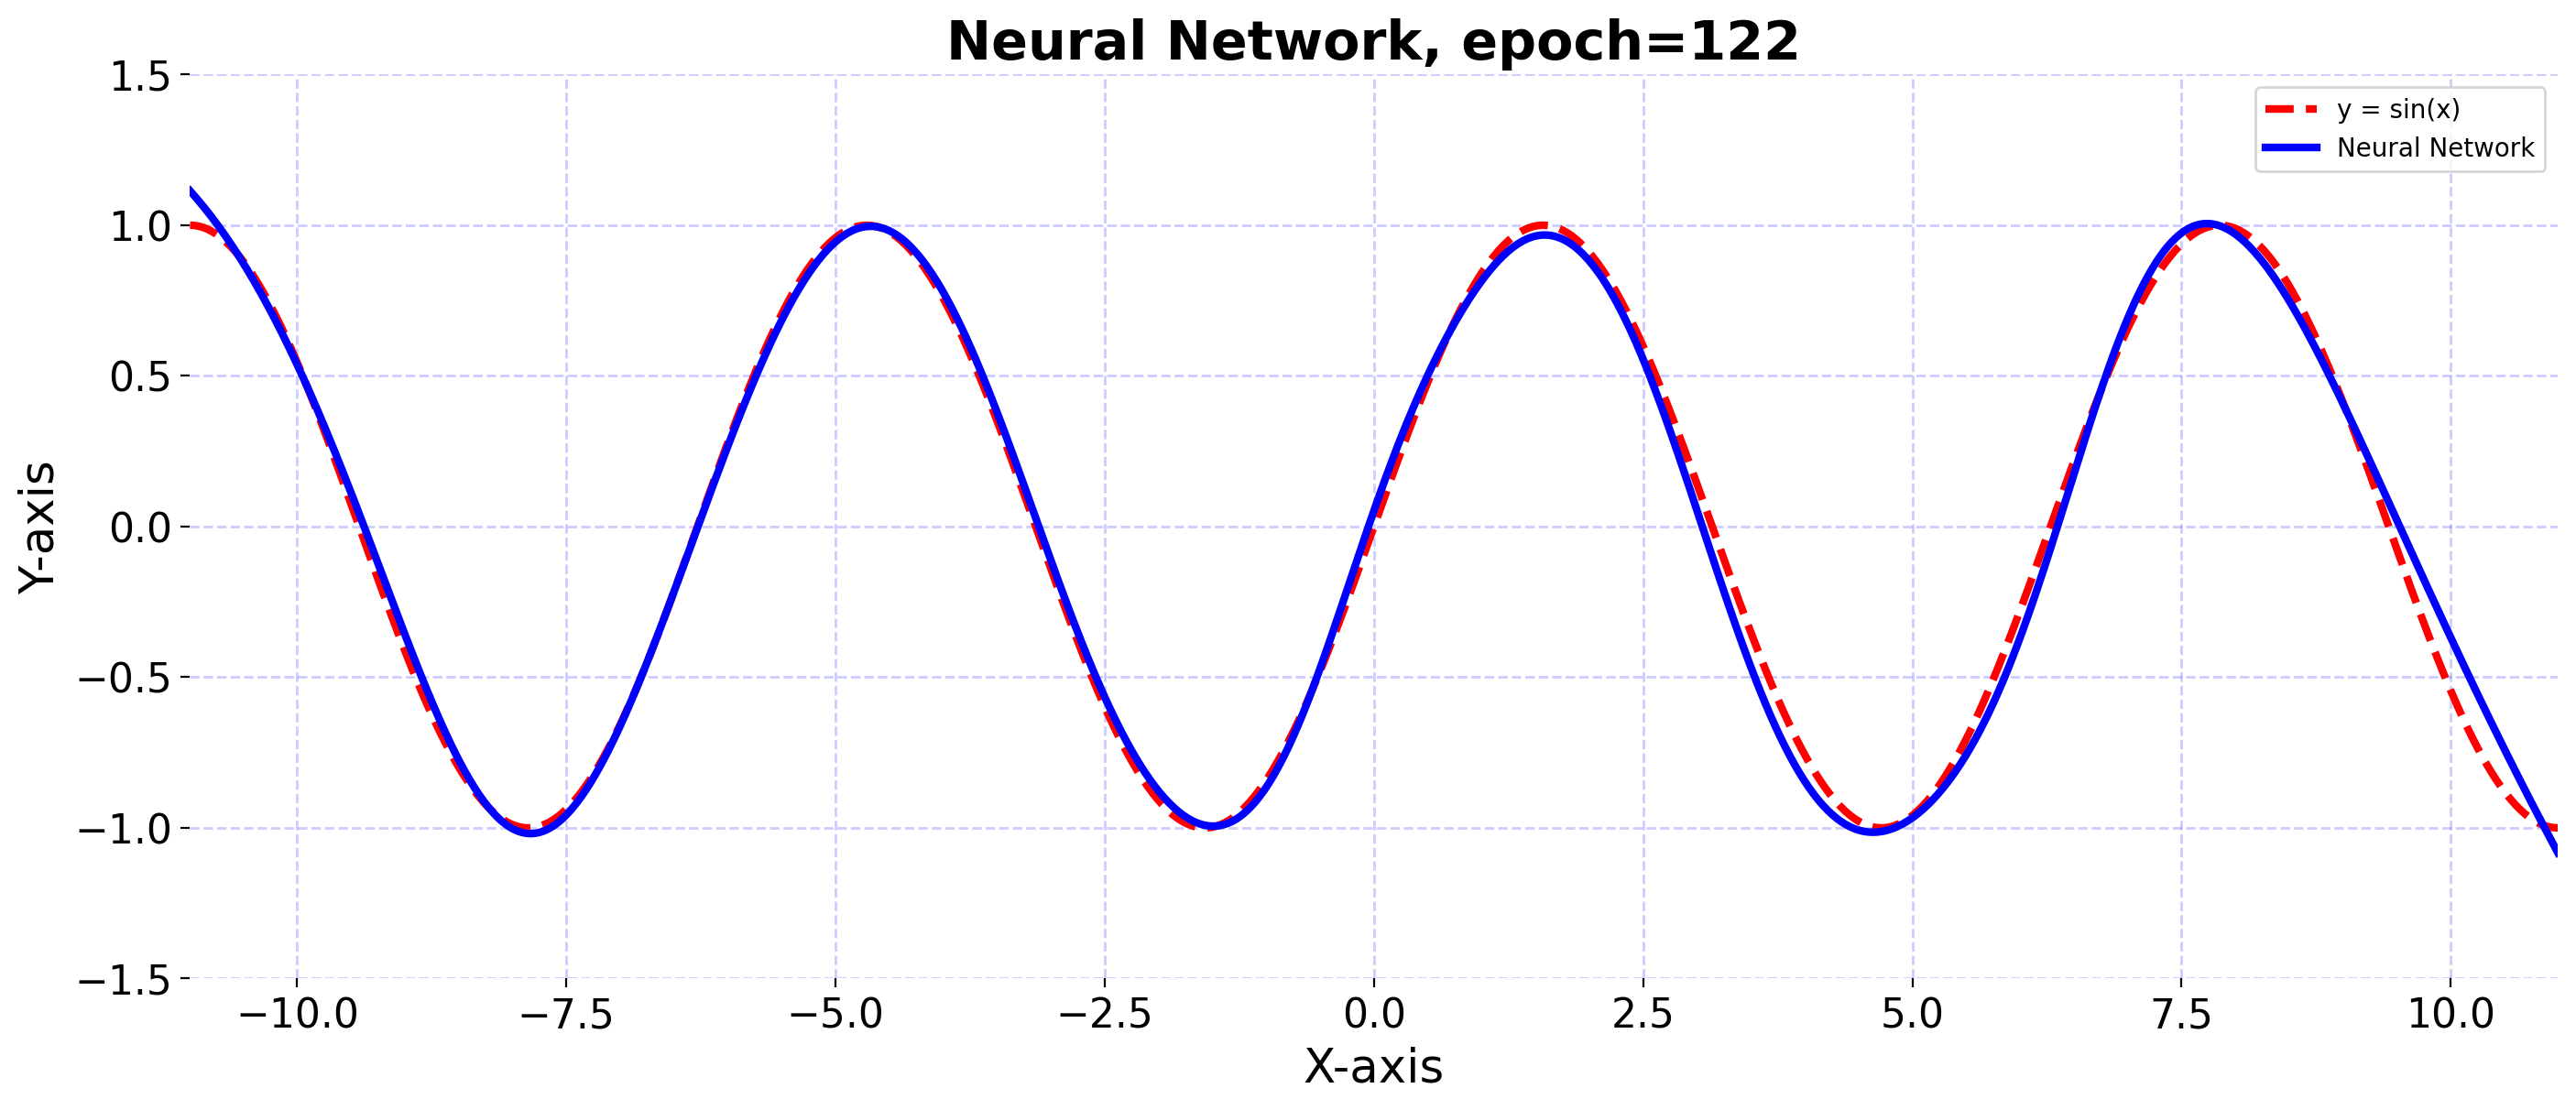 Neural Network, epoch=122
1.5
1.0
0.5
0.0
−0.5
−1.0
−1.5
Y-axis
y = sin(x)
Neural Network
−10.0 −7.5 −5.0 −2.5 0.0 2.5 5.0 7.5 10.0
X-axis